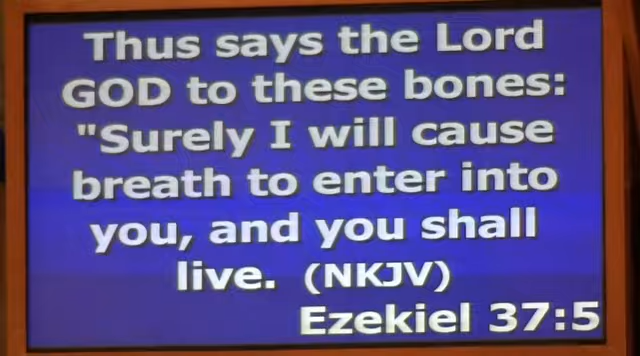 Thus says the Lord
GOD to these bones:
"Surely I will cause
breath to enter into
you, and you shall
live. (NKJV)
Ezekiel 37:5